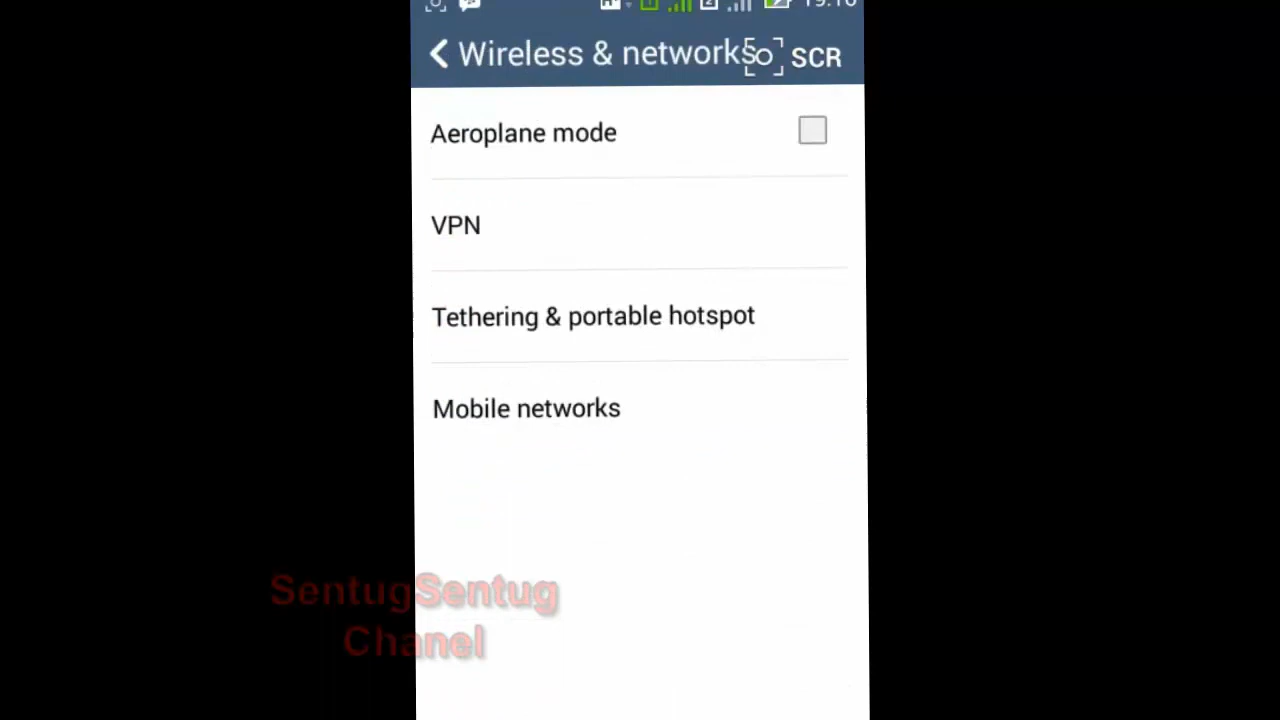 Wireless & networks SCR
Aeroplane mode
VPN
Tethering & portable hotspot
Mobile networks
SentugSentug
Chanel